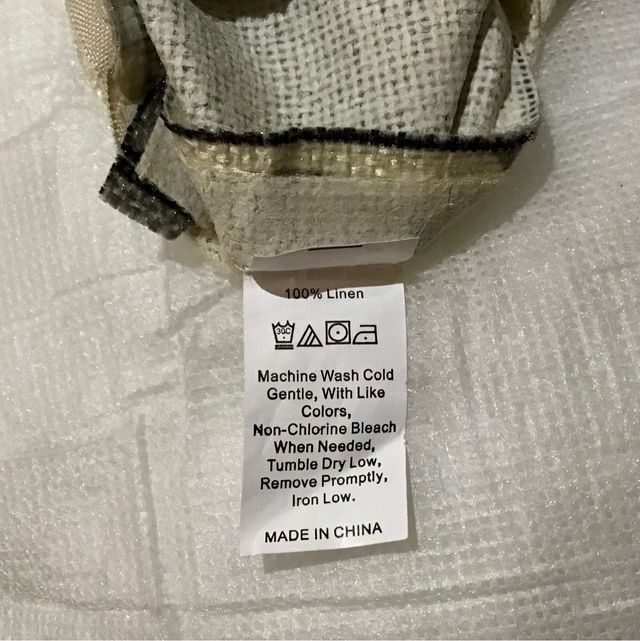 100% Linen
30C
Machine Wash Cold
Gentle, With Like
Colors,
Non-Chlorine Bleach
When Needed,
Tumble Dry Low,
Remove Promptly,
Iron Low.
MADE IN CHINA